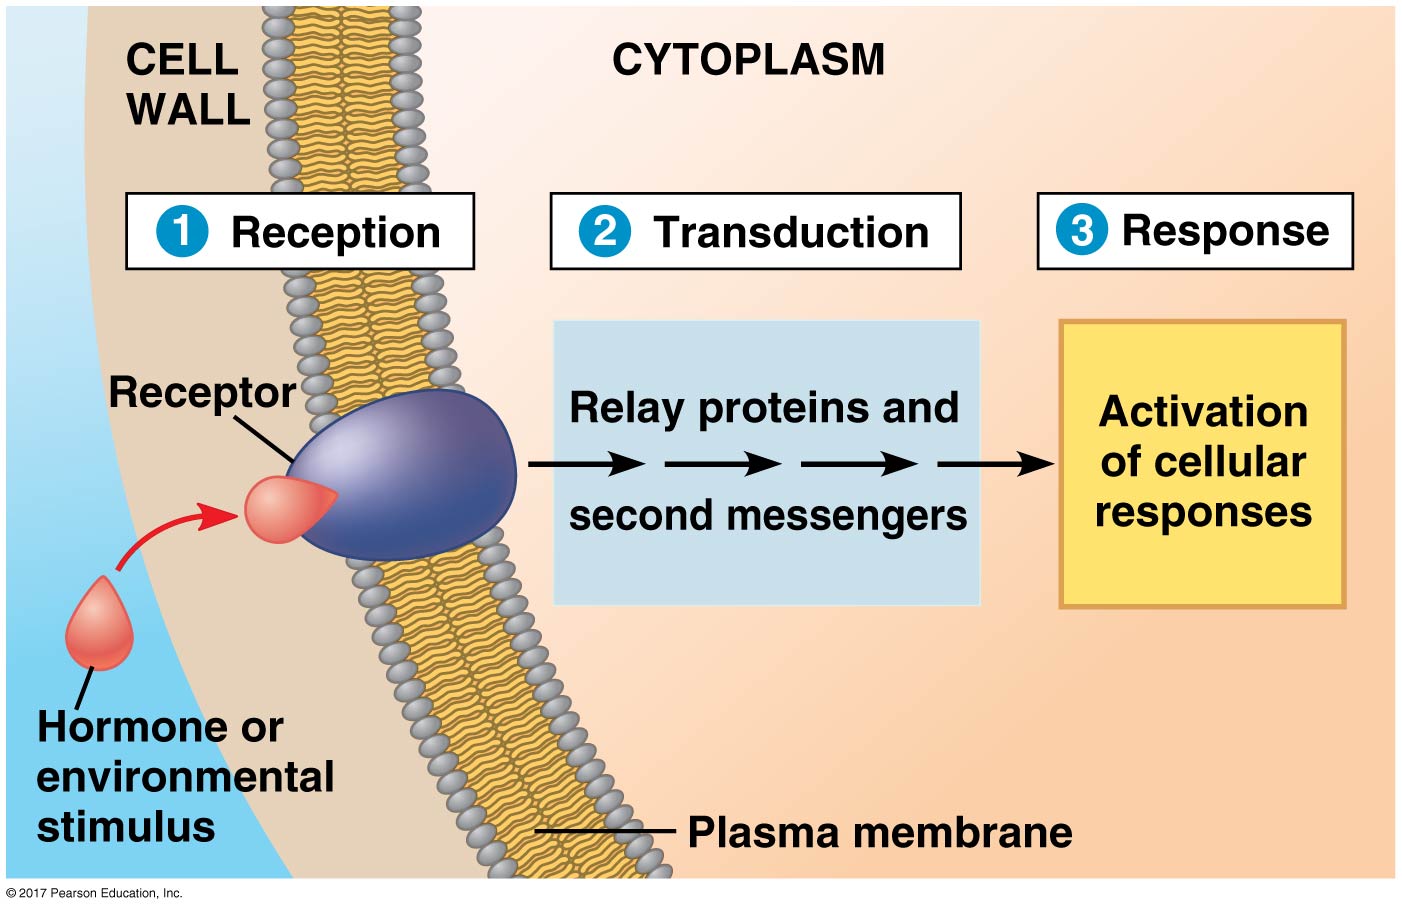 CELL
WALL
CYTOPLASM
1 Reception
2 Transduction
3 Response
Receptor
Relay proteins and
second messengers
Activation
of cellular
responses
Hormone or
environmental
stimulus
Plasma membrane
© 2017 Pearson Education, Inc.